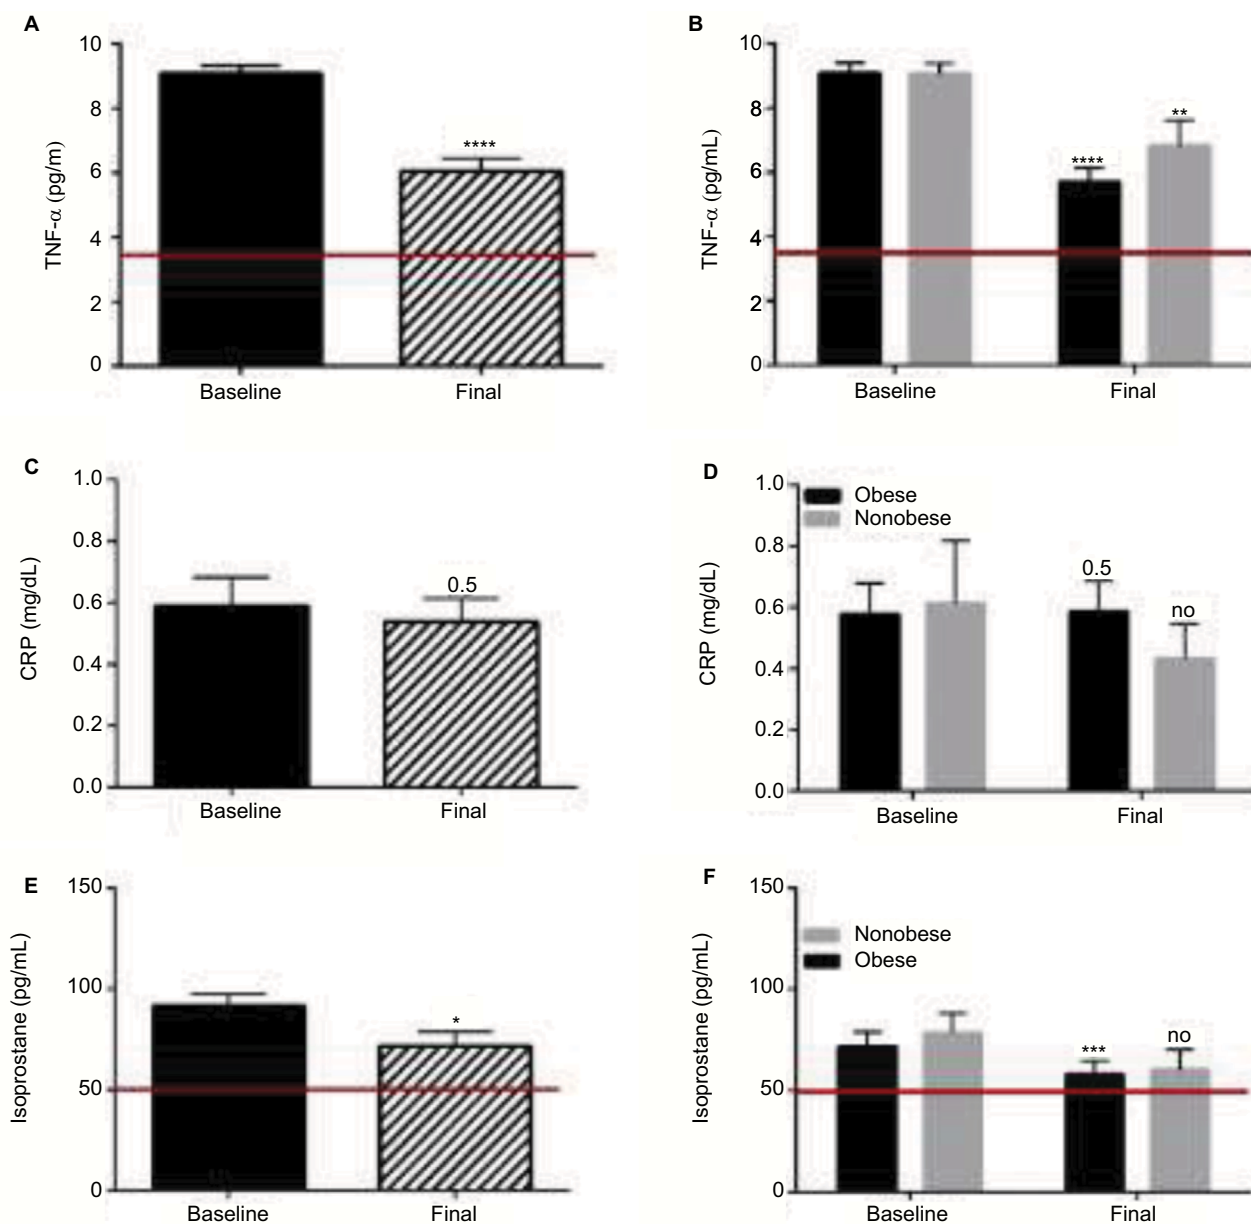 A
10
8
6
4
2
0
TNF-α (pg/m)
****
Baseline
Final
B
10
8
6
4
2
0
TNF-α (pg/mL)
****
**
Baseline
Final
C
1.0
0.8
0.6
0.4
0.2
0.0
CRP (mg/dL)
0.5
Baseline
Final
D
1.0
0.8
0.6
0.4
0.2
0.0
CRP (mg/dL)
Obese
Nonobese
0.5
no
Baseline
Final
E
150
100
50
0
Isoprostane (pg/mL)
*
Baseline
Final
F
150
100
50
0
Isoprostane (pg/mL)
Nonobese
Obese
***
no
Baseline
Final